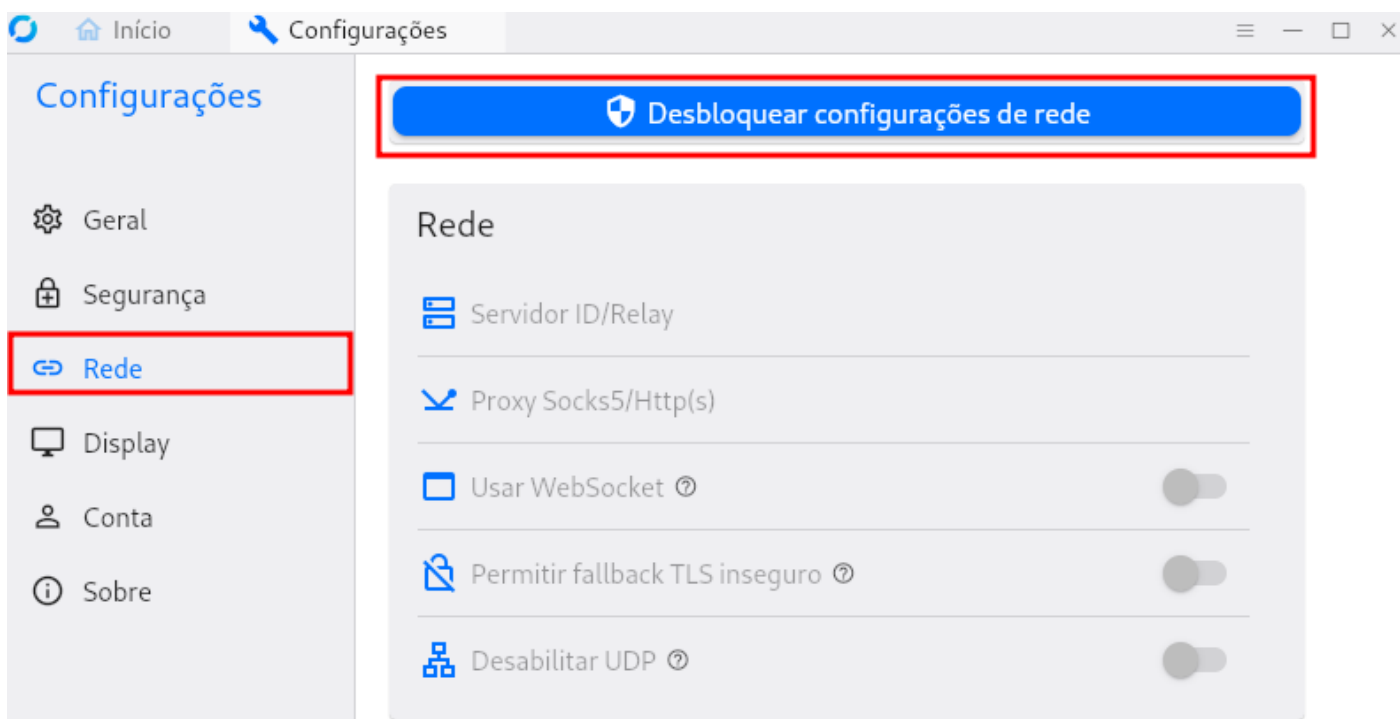 Início
Configurações
Configurações
Geral
Segurança
Rede
Display
Conta
Sobre
Desbloquear configurações de rede
Rede
Servidor ID/Relay
Proxy Socks5/Http(s)
Usar WebSocket
Permitir fallback TLS inseguro
Desabilitar UDP